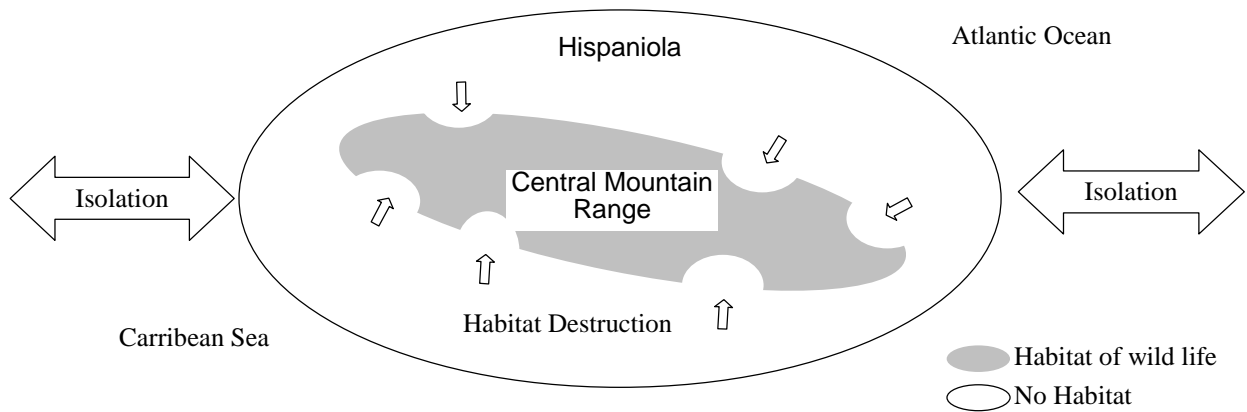 Hispaniola
Atlantic Ocean
Isolation
Central Mountain
Range
Isolation
Carribean Sea
Habitat Destruction
Habitat of wild life
No Habitat